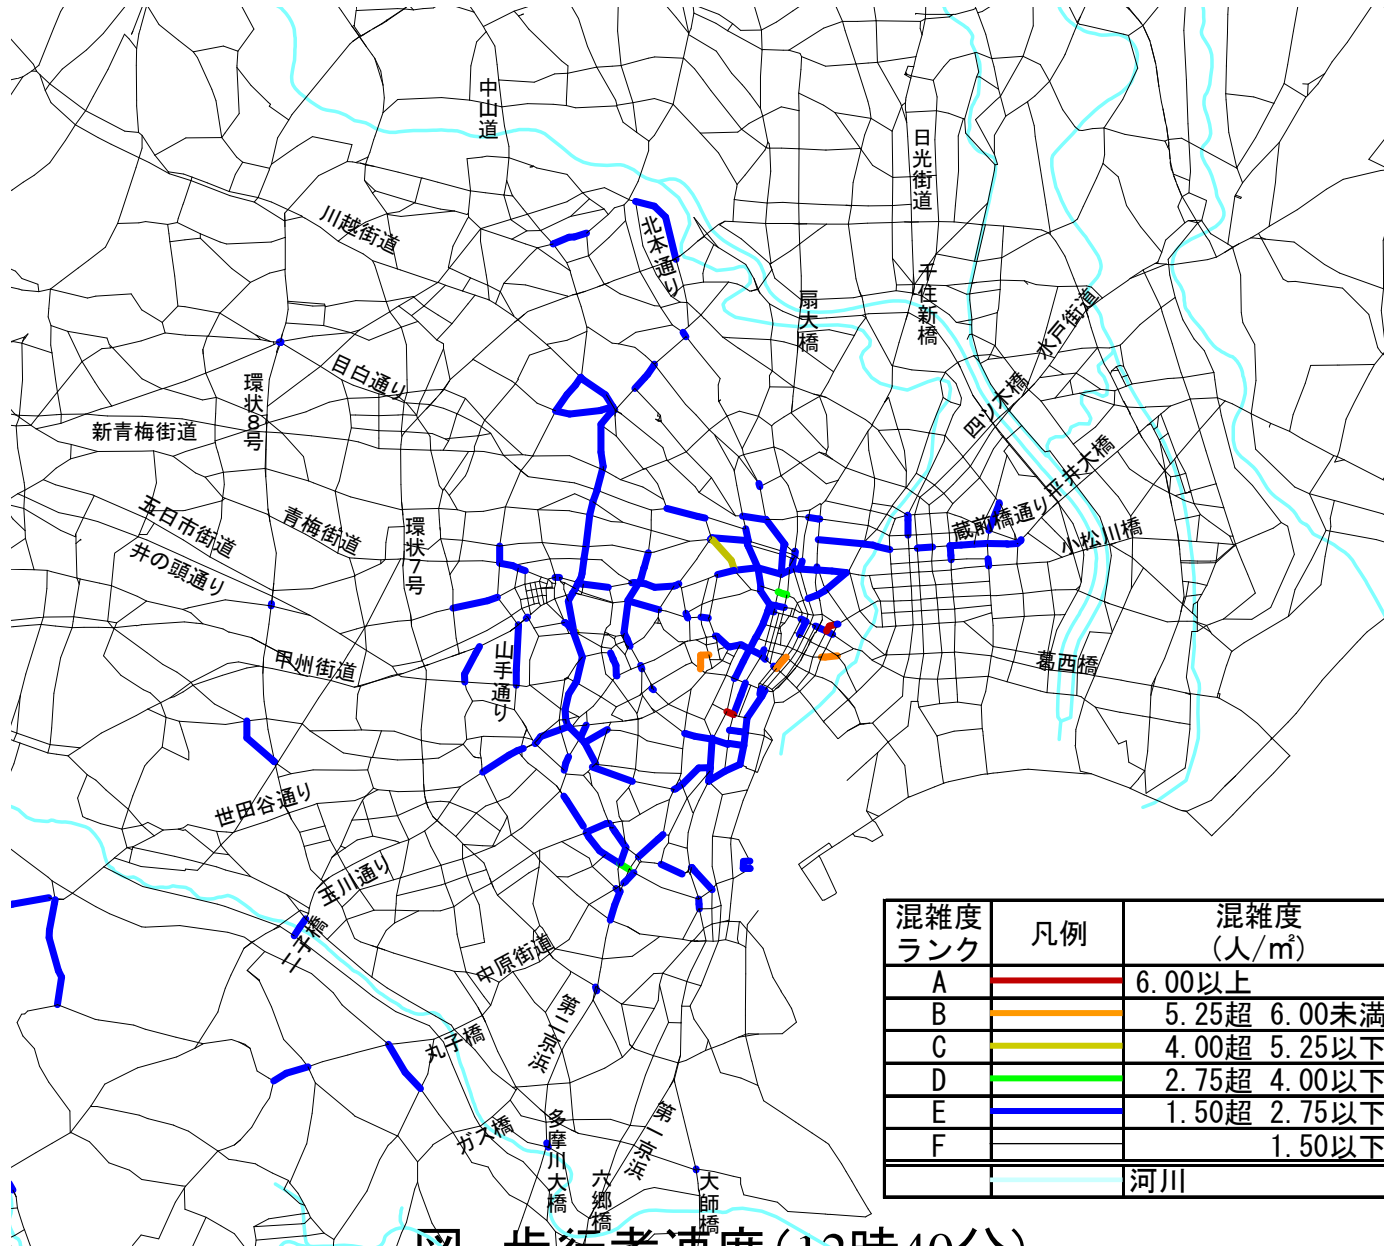 中山道
日光街道
川越街道
北本通り
千住新橋
扇大橋
水戸街道
目白通り
環状8号
四ツ木橋
新青梅街道
平井大橋
五日市街道
青梅街道
環状7号
蔵前橋通り
小松川橋
井の頭通り
甲州街道
山手通り
葛西橋
世田谷通り
玉川通り
二子橋
中原街道
第二京浜
丸子橋
ガス橋
多摩川大橋
第一京浜
六郷橋
大師橋
混雑度ランク 凡例 混雑度(人/㎡)
A 6.00以上
B 5.25超 6.00未満
C 4.00超 5.25以下
D 2.75超 4.00以下
E 1.50超 2.75以下
F 1.50以下
河川